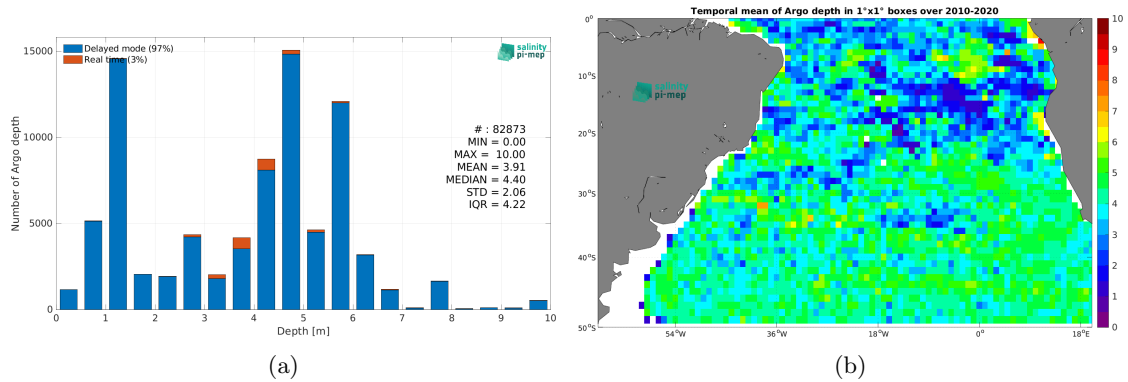 Delayed mode (97%)
Real time (3%)
salinity
pi-mep
# : 82873
MIN = 0.00
MAX = 10.00
MEAN = 3.91
MEDIAN = 4.40
STD = 2.06
IQR = 4.22
Number of Argo depth
15000
10000
5000
0
0 1 2 3 4 5 6 7 8 9 10
Depth [m]
(a)
Temporal mean of Argo depth in 1°x1° boxes over 2010-2020
0°
10°S
20°S
30°S
40°S
50°S
salinity
pi-mep
54°W 36°W 18°W 0° 18°E
10
9
8
7
6
5
4
3
2
1
0
(b)